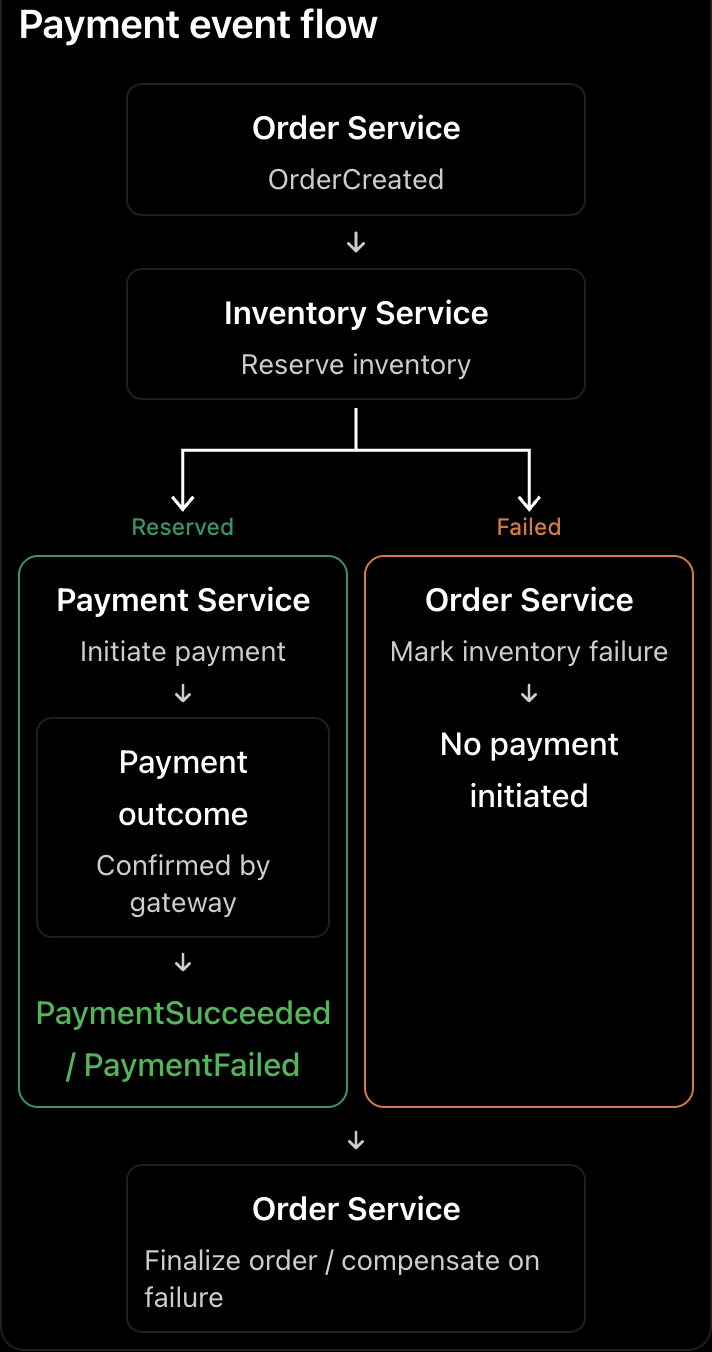 Payment event flow
Order Service
OrderCreated
Inventory Service
Reserve inventory
Reserved
Payment Service
Initiate payment
Payment
outcome
Confirmed by
gateway
PaymentSucceeded
/ PaymentFailed
Failed
Order Service
Mark inventory failure
No payment
initiated
Order Service
Finalize order / compensate on
failure